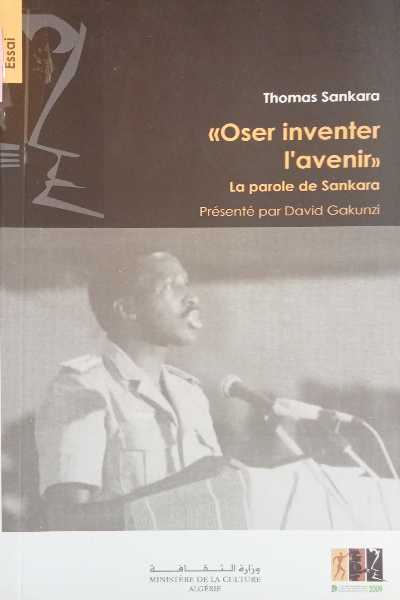 Essai
Thomas Sankara
«Oser inventer
l'avenir»
La parole de Sankara
Présenté par David Gakunzi
وزارة الثقافة
MINISTÈRE DE LA CULTURE
ALGÉRIE
2009